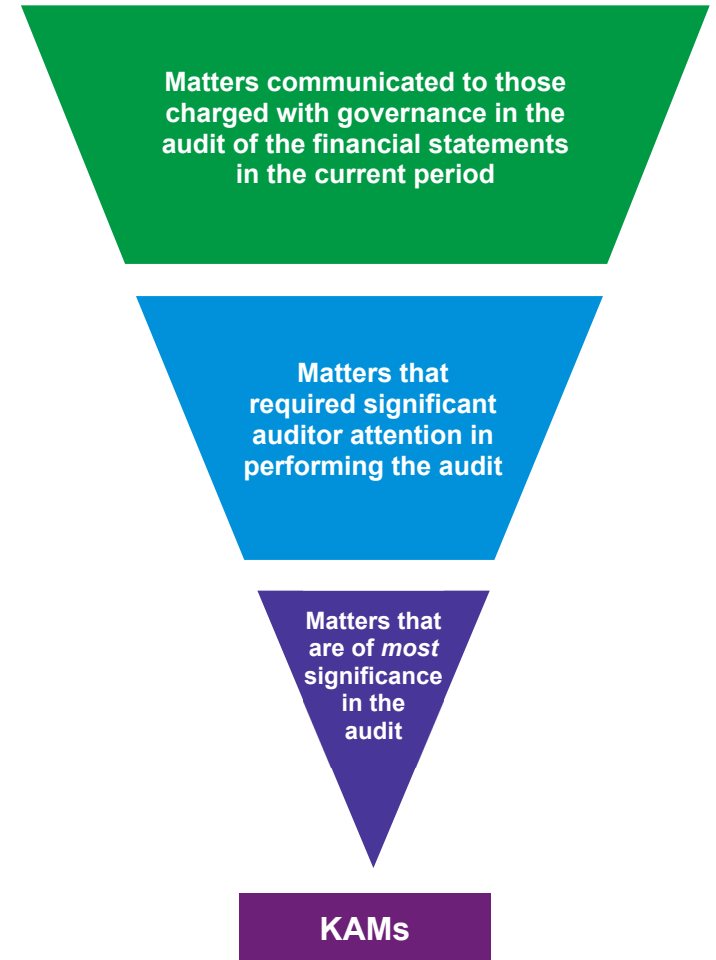 Matters communicated to those
charged with governance in the
audit of the financial statements
in the current period
Matters that
required significant
auditor attention in
performing the audit
Matters that
are of most
significance
in the
audit
KAMs